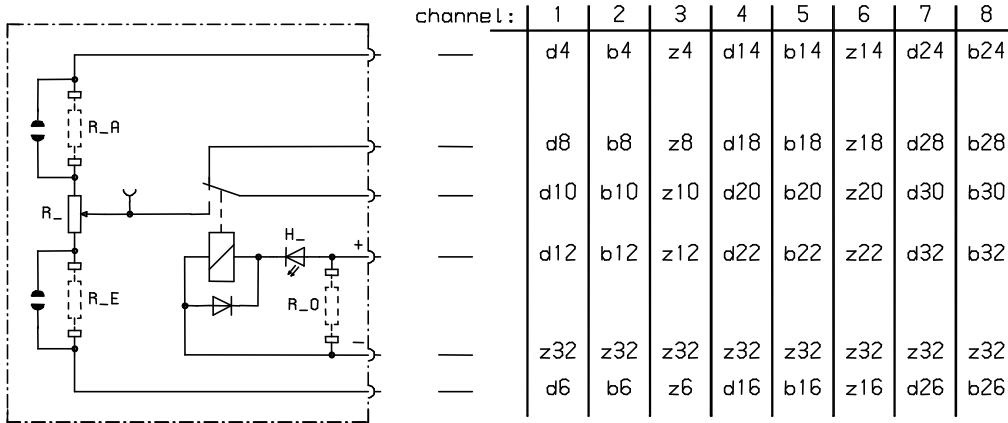 channel: 1 2 3 4 5 6 7 8
d4 b4 z4 d14 b14 z14 d24 b24
R_A
d8 b8 z8 d18 b18 z18 d28 b28
d10 b10 z10 d20 b20 z20 d30 b30
R_
H_
+
d12 b12 z12 d22 b22 z22 d32 b32
R_E
R_O
−
z32 z32 z32 z32 z32 z32 z32 z32
d6 b6 z6 d16 b16 z16 d26 b26